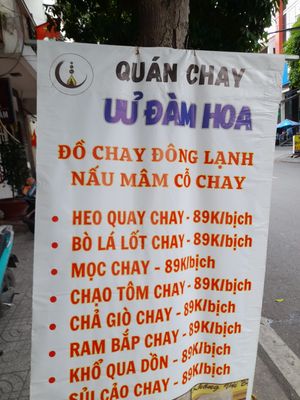 QUÁN CHAY
ƯU ĐÀM HOA
ĐỒ CHAY ĐÔNG LẠNH
NẤU MÂM CỖ CHAY
• HEO QUAY CHAY - 89K/bịch
• BÒ LÁ LỐT CHAY - 89K/bịch
• MỌC CHAY - 89K/bịch
• CHẠO TÔM CHAY - 89K/bịch
• CHẢ GIÒ CHAY - 89K/bịch
• RAM BẮP CHAY - 89K/bịch
• KHỔ QUA DỒN - 89K/bịch
• SỦI CẢO CHAY - 89K/bịch